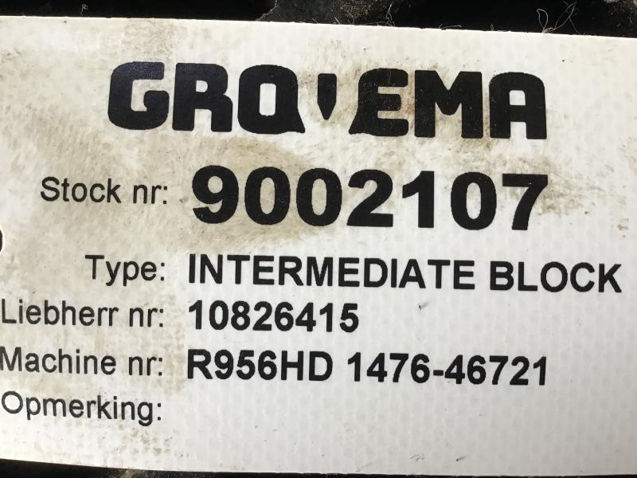 GROVEMA
Stock nr: 9002107
Type: INTERMEDIATE BLOCK
Liebherr nr: 10826415
Machine nr: R956HD 1476-46721
Opmerking: